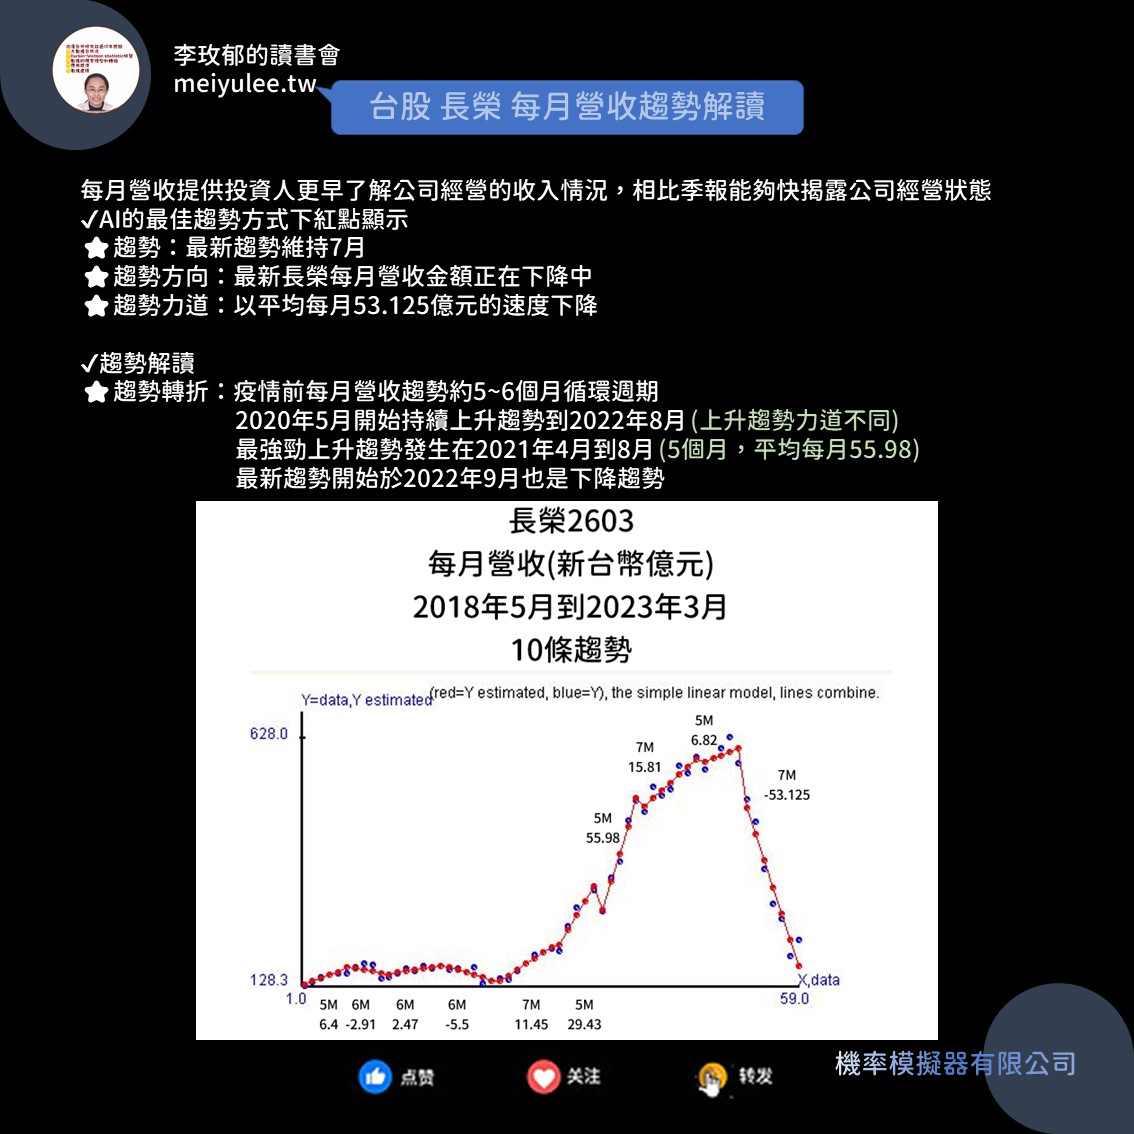 李玫郁的讀書會
meiyulee.tw
台股 長榮 每月營收趨勢解讀
每月營收提供投資人更早了解公司經營的收入情況，相比季報能夠快揭露公司經營狀態
✓AI的最佳趨勢方式下紅點顯示
★趨勢：最新趨勢維持7月
★趨勢方向：最新長榮每月營收金額正在下降中
★趨勢力道：以平均每月53.125億元的速度下降
✓趨勢解讀
★趨勢轉折：疫情前每月營收趨勢約5~6個月循環週期
2020年5月開始持續上升趨勢到2022年8月(上升趨勢力道不同)
最強勁上升趨勢發生在2021年4月到8月(5個月，平均每月55.98)
最新趨勢開始於2022年9月也是下降趨勢
長榮2603
每月營收(新台幣億元)
2018年5月到2023年3月
10條趨勢
Y=data,Y estimated
(red=Y estimated, blue=Y), the simple linear model, lines combine.
628.0
5M
6.82
7M
15.81
7M
-53.125
5M
55.98
128.3
X,data
1.0
59.0
5M 6M 6M 6M 7M 5M
6.4 -2.91 2.47 -5.5 11.45 29.43
機率模擬器有限公司
点赞 关注 转发